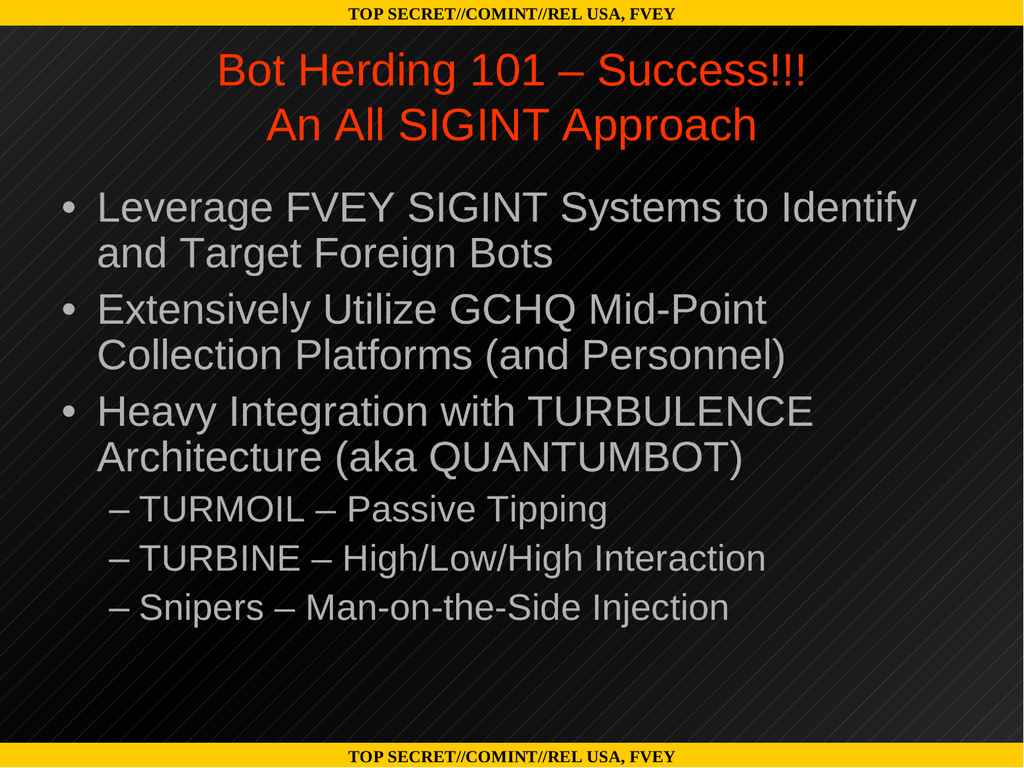 TOP SECRET//COMINT//REL USA, FVEY
Bot Herding 101 – Success!!!
An All SIGINT Approach
• Leverage FVEY SIGINT Systems to Identify
and Target Foreign Bots
• Extensively Utilize GCHQ Mid-Point
Collection Platforms (and Personnel)
• Heavy Integration with TURBULENCE
Architecture (aka QUANTUMBOT)
– TURMOIL – Passive Tipping
– TURBINE – High/Low/High Interaction
– Snipers – Man-on-the-Side Injection
TOP SECRET//COMINT//REL USA, FVEY